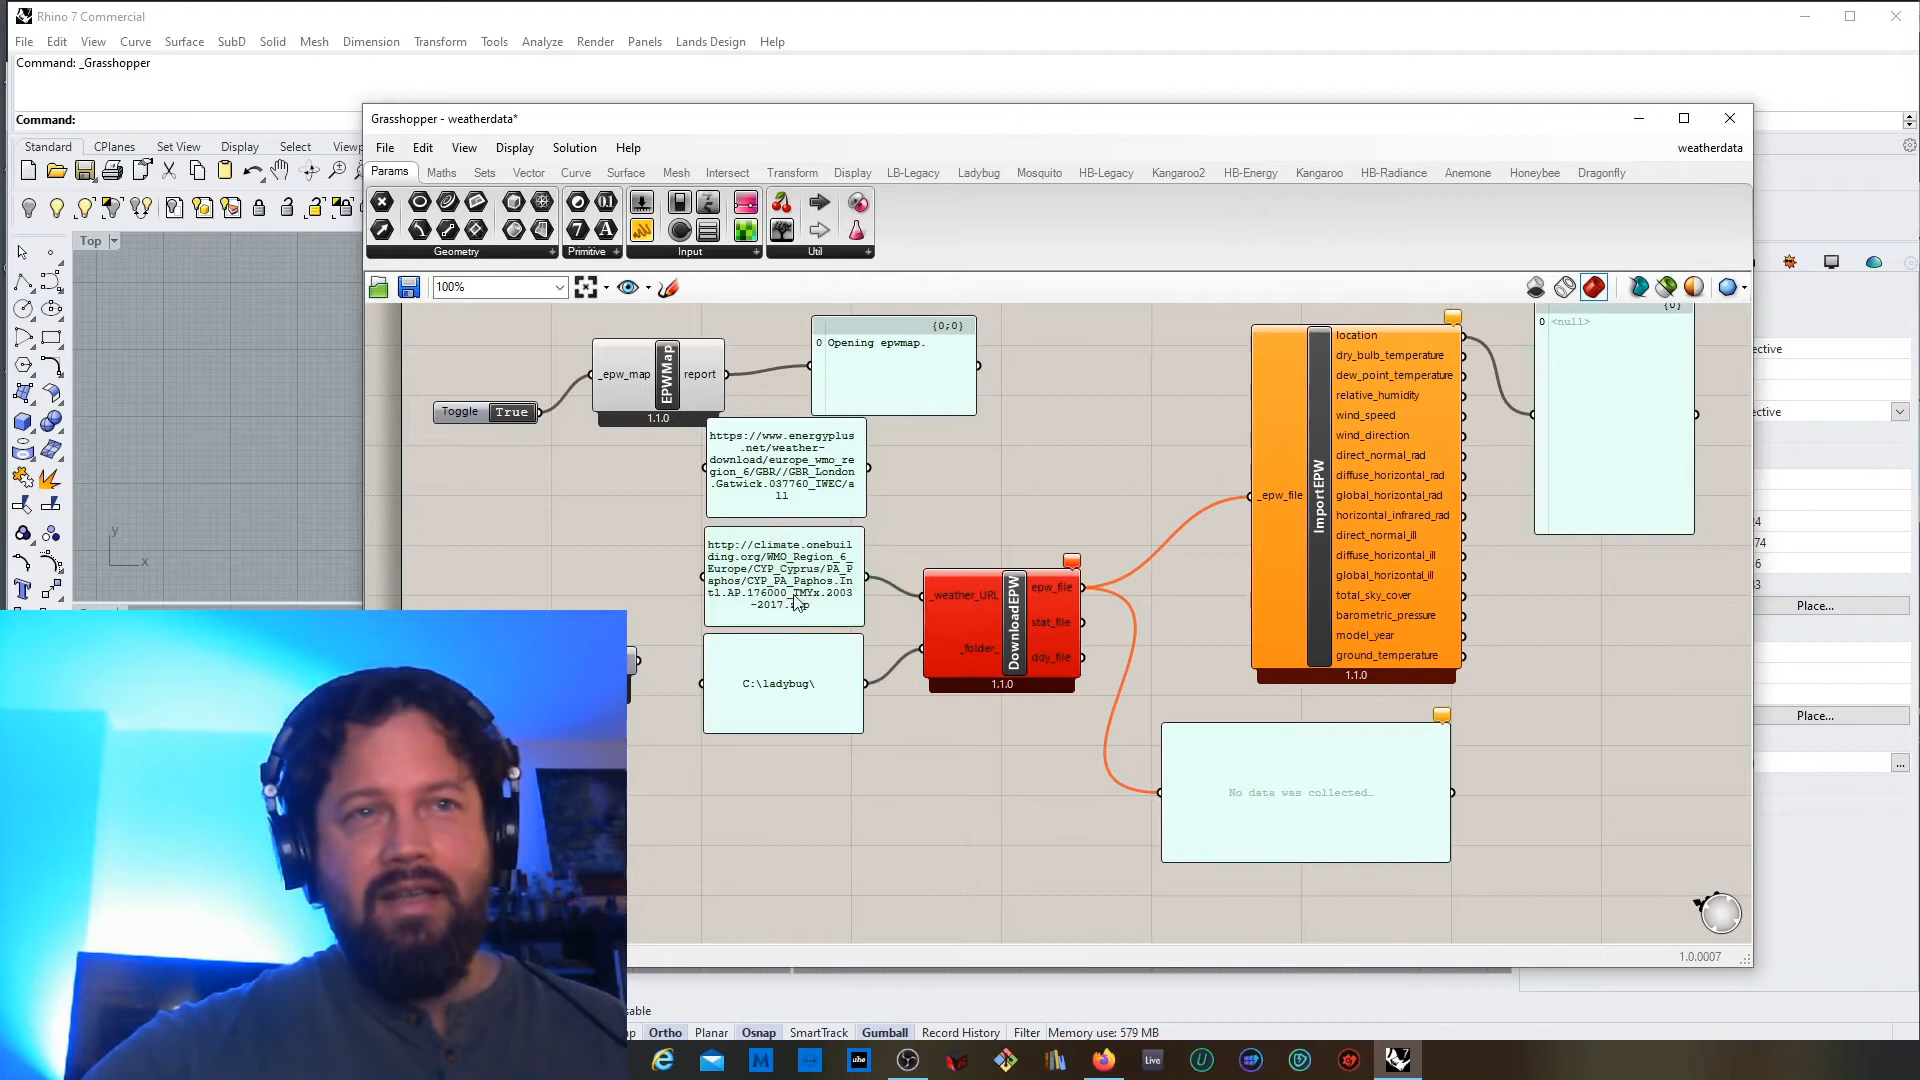 Rhino 7 Commercial
File Edit View Curve Surface SubD Solid Mesh Dimension Transform Tools Analyze Render Panels Lands Design Help
Command: _Grasshopper
Command:
Standard CPlanes Set View Display Select
Top
y
x
Grasshopper - weatherdata*
File Edit View Display Solution Help
weatherdata
Params Maths Sets Vector Curve Surface Mesh Intersect Transform Display LB-Legacy Ladybug Mosquito HB-Legacy Kangaroo2 HB-Energy Kangaroo HB-Radiance Anemone Honeybee Dragonfly
Geometry Primitive Input Util
100%
Toggle True
_epw_map EPWMap report
1.1.0
{0;0}
0 Opening epwmap.
https://www.energyplus
.net/weather-
download/europe_wmo_re
gion_6/GBR//GBR_London
.Gatwick.037760_IWEC/a
ll
http://climate.onebuil
ding.org/WMO_Region_6_
Europe/CYP_Cyprus/PA_P
aphos/CYP_PA_Paphos.In
tl.AP.176000_TMYx.2003
C:\ladybug\
_weather_URL
_folder_
DownloadEPW
epw_file
stat_file
ddy_file
1.1.0
_epw_file
ImportEPW
location
dry_bulb_temperature
dew_point_temperature
relative_humidity
wind_speed
wind_direction
direct_normal_rad
diffuse_horizontal_rad
global_horizontal_rad
horizontal_infrared_rad
direct_normal_ill
diffuse_horizontal_ill
global_horizontal_ill
total_sky_cover
barometric_pressure
model_year
ground_temperature
1.1.0
{0}
0 <null>
No data was collected…
1.0.0007
Place...
Place...
...
Ortho Planar Osnap SmartTrack Gumball Record History Filter Memory use: 579 MB
uhe
Live